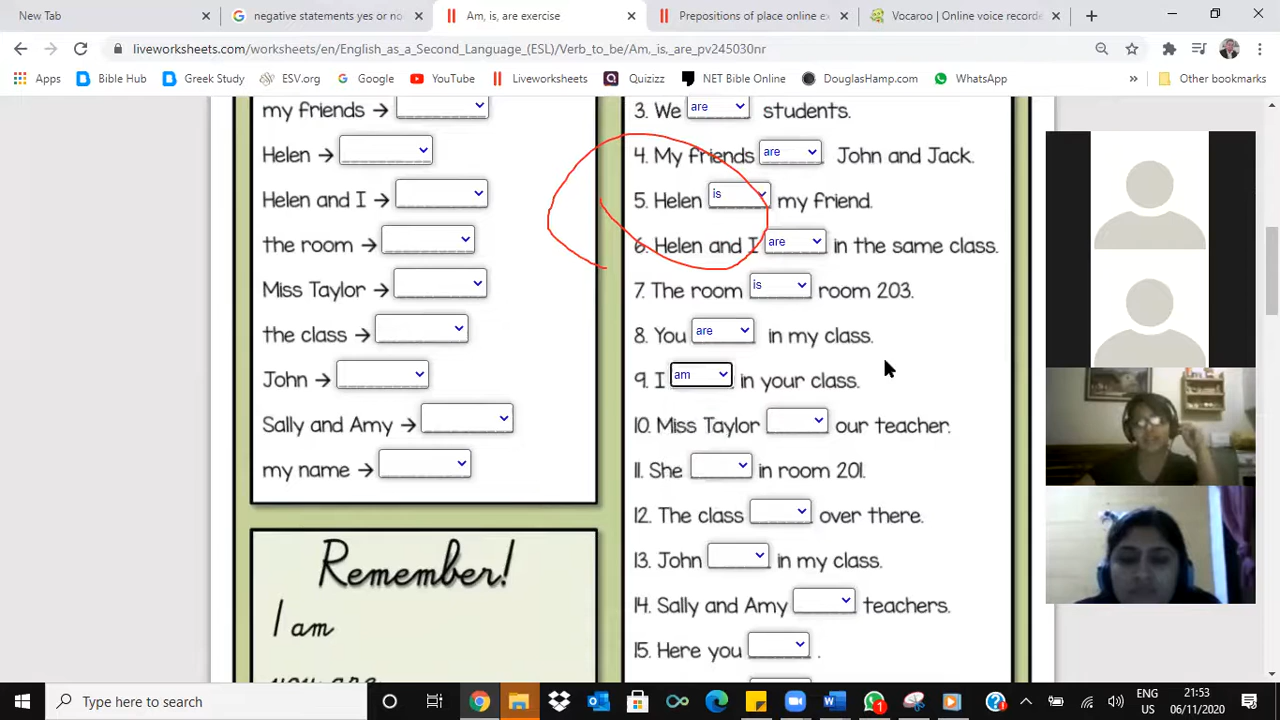 New Tab
negative statements yes or no
Am, is, are exercise
Prepositions of place online ex
Vocaroo | Online voice recorde
liveworksheets.com/worksheets/en/English_as_a_Second_Language_(ESL)/Verb_to_be/Am,_is,_are_pv245030nr
Apps
Bible Hub
Greek Study
ESV.org
Google
YouTube
Liveworksheets
Quizizz
NET Bible Online
DouglasHamp.com
WhatsApp
Other bookmarks
my friends →
Helen →
Helen and I →
the room →
Miss Taylor →
the class →
John →
Sally and Amy →
my name →
Remember!
I am
you are
3. We are students.
4. My friends are John and Jack.
5. Helen is my friend.
6. Helen and I are in the same class.
7. The room is room 203.
8. You are in my class.
9. I am in your class.
10. Miss Taylor our teacher.
11. She in room 201.
12. The class over there.
13. John in my class.
14. Sally and Amy teachers.
15. Here you .
Type here to search
1
ENG
US
21:53
06/11/2020